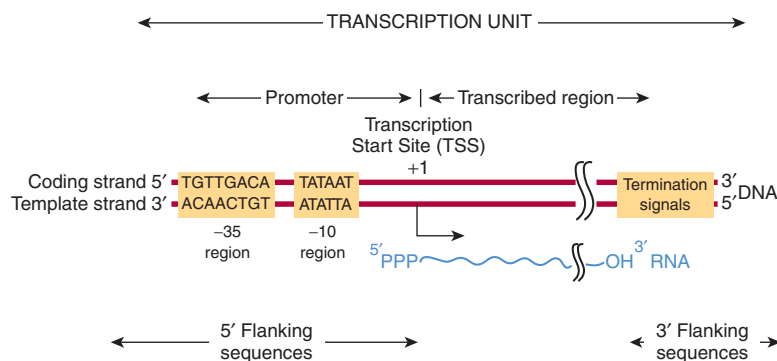 TRANSCRIPTION UNIT
Promoter
Transcribed region
Transcription
Start Site (TSS)
+1
Coding strand 5′ TGTTGACA TATAAT 3′
Template strand 3′ ACAACTGT ATATTA 5′
Termination
signals
DNA
−35
region
−10
region
5′PPP OH3′ RNA
5′ Flanking
sequences
3′ Flanking
sequences